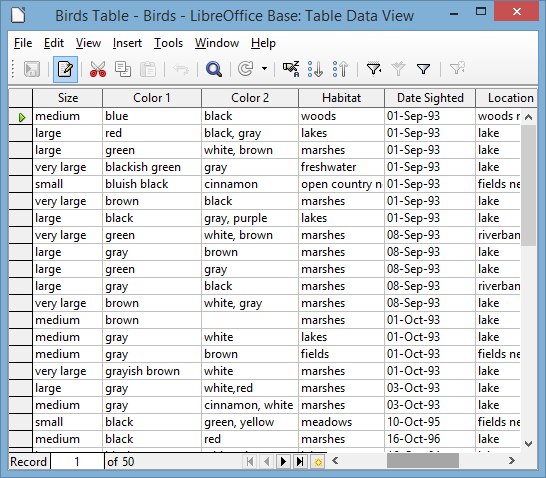 Birds Table - Birds - LibreOffice Base: Table Data View
File Edit View Insert Tools Window Help
Size Color 1 Color 2 Habitat Date Sighted Location
medium blue black woods 01-Sep-93 woods
large red black, gray lakes 01-Sep-93 lake
large green white, brown marshes 01-Sep-93 lake
very large blackish green gray freshwater 01-Sep-93 lake
small bluish black cinnamon open country n 01-Sep-93 fields ne
very large brown black marshes 01-Sep-93 lake
large black gray, purple lakes 01-Sep-93 lake
very large green white, brown marshes 08-Sep-93 riverban
large gray brown marshes 08-Sep-93 lake
large green gray marshes 08-Sep-93 lake
large gray black marshes 08-Sep-93 riverban
very large brown white, gray marshes 08-Sep-93 lake
medium brown marshes 01-Oct-93 lake
medium gray white lakes 01-Oct-93 lake
medium gray brown fields 01-Oct-93 fields ne
very large grayish brown white marshes 01-Oct-93 lake
large gray white,red marshes 03-Oct-93 lake
medium gray cinnamon, white marshes 03-Oct-93 lake
small black green, yellow meadows 10-Oct-95 fields ne
medium black red marshes 16-Oct-96 lake
Record 1 of 50